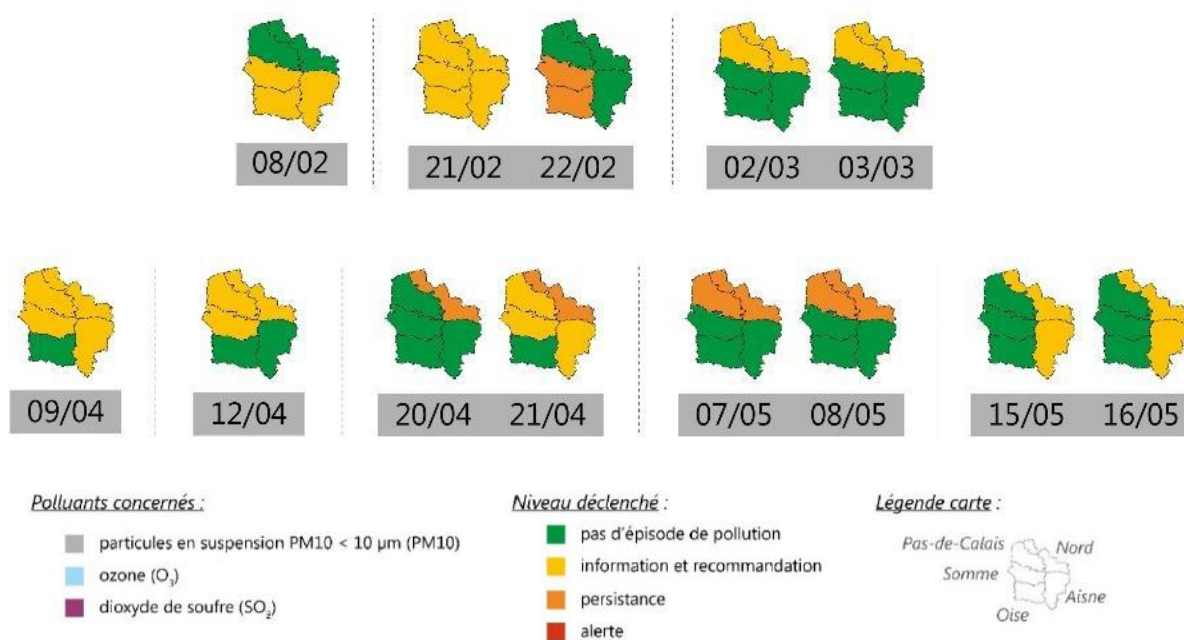 08/02
21/02 22/02
02/03 03/03
09/04
12/04
20/04 21/04
07/05 08/05
15/05 16/05
Polluants concernés :
particules en suspension PM10 < 10 µm (PM10)
ozone (O₃)
dioxyde de soufre (SO₂)
Niveau déclenché :
pas d'épisode de pollution
information et recommandation
persistance
alerte
Légende carte :
Pas-de-Calais
Nord
Somme
Aisne
Oise